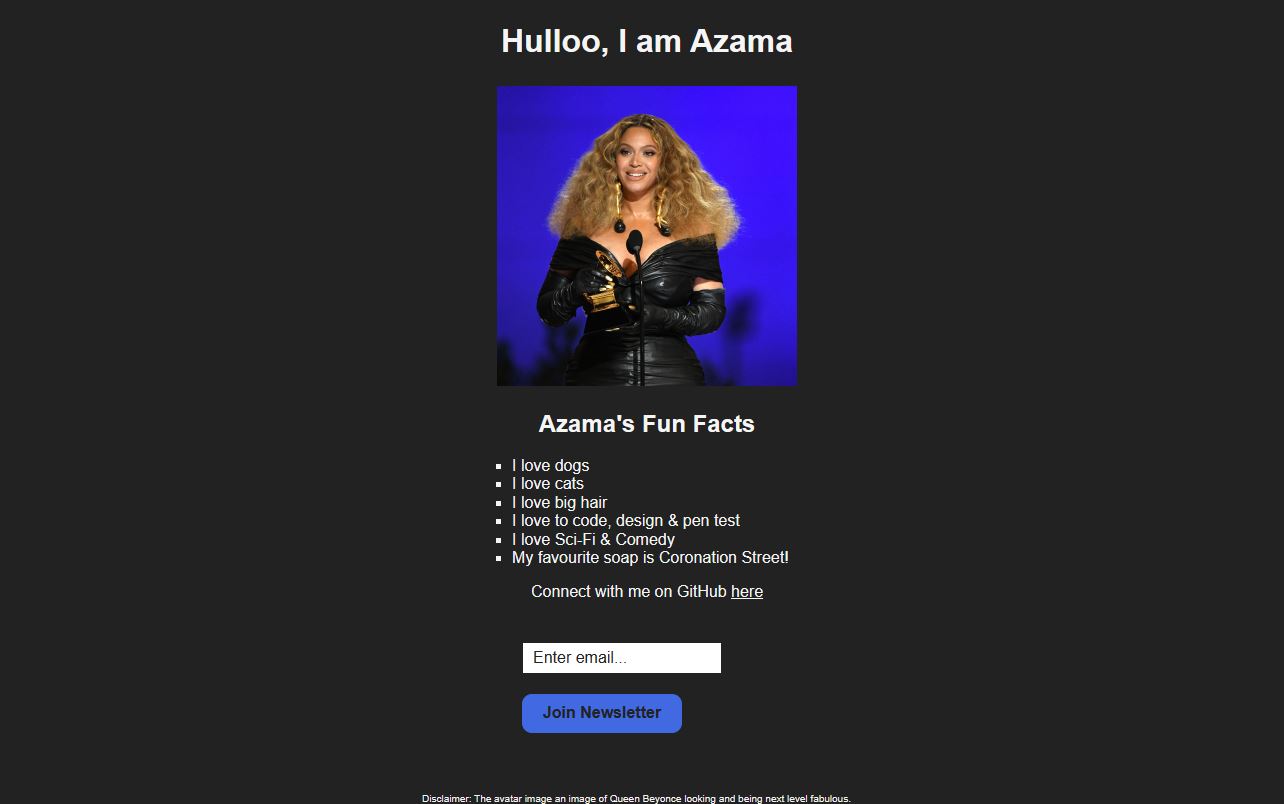 Hulloo, I am Azama
Azama's Fun Facts
I love dogs
I love cats
I love big hair
I love to code, design & pen test
I love Sci-Fi & Comedy
My favourite soap is Coronation Street!
Connect with me on GitHub here
Enter email...
Join Newsletter
Disclaimer: The avatar image an image of Queen Beyonce looking and being next level fabulous.